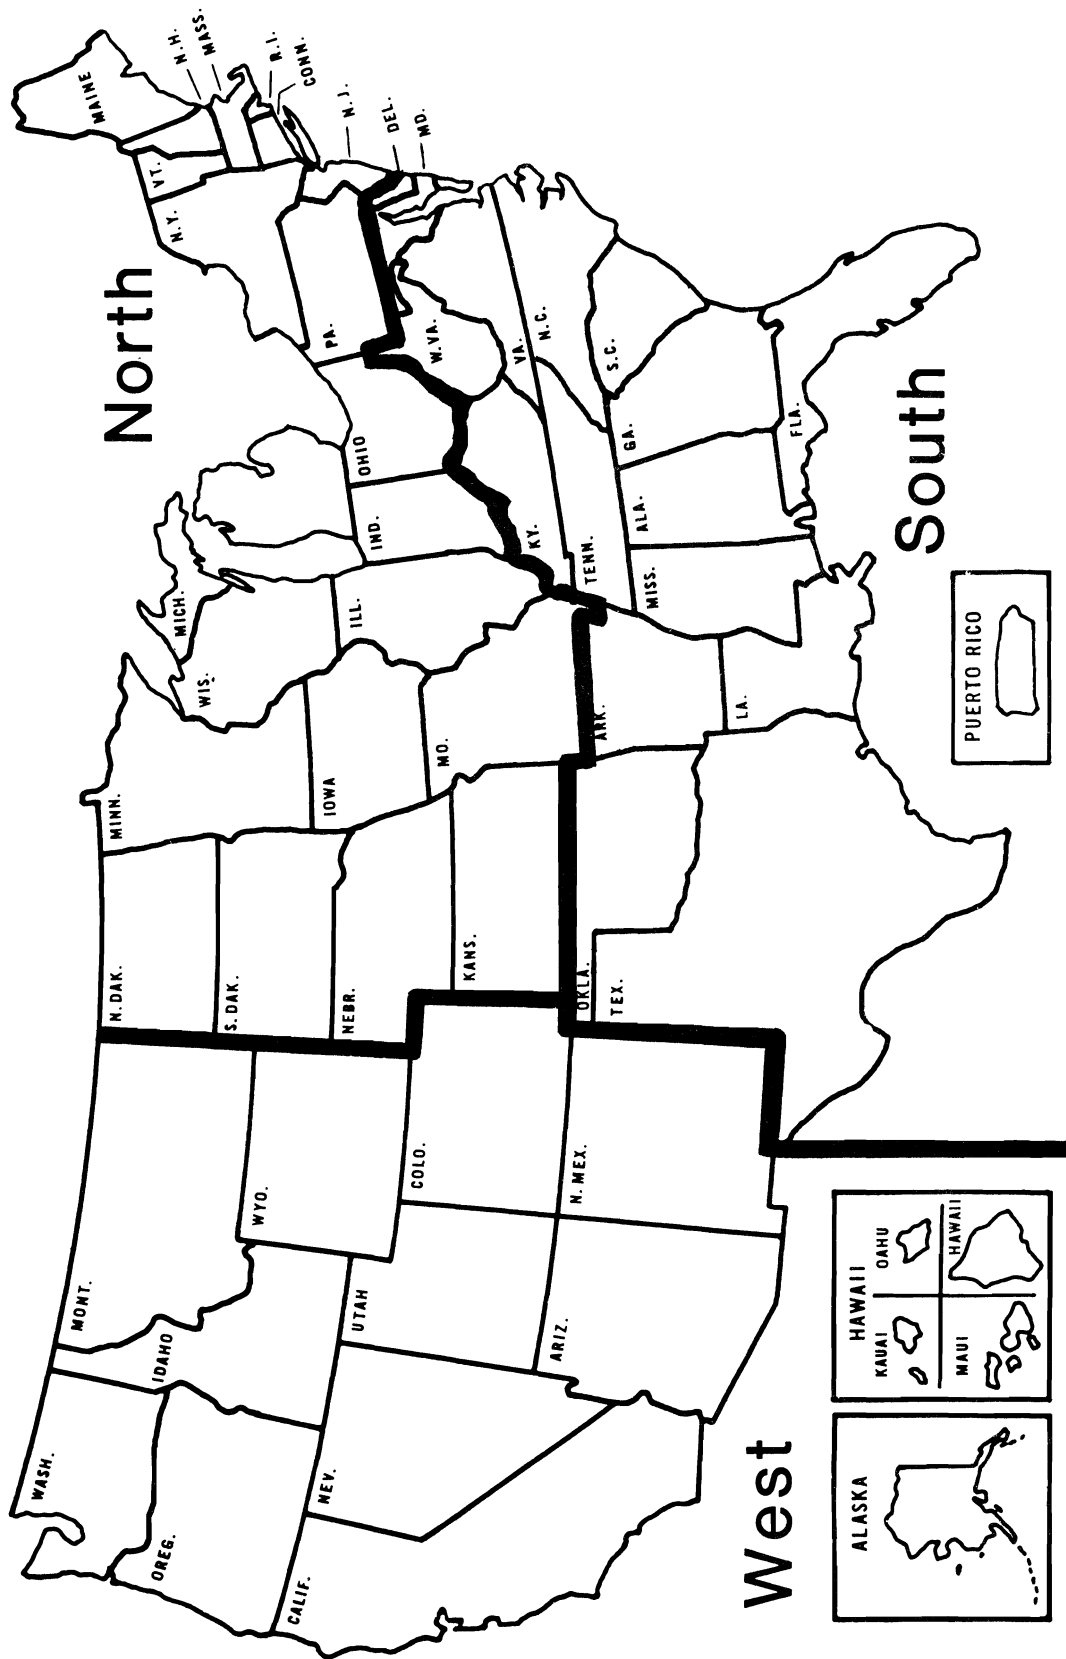 North
South
West
WASH.
OREG.
CALIF.
NEV.
IDAHO
MONT.
WYO.
UTAH
ARIZ.
COLO.
N. MEX.
N. DAK.
S. DAK.
NEBR.
KANS.
OKLA.
TEX.
MINN.
IOWA
MO.
ARK.
LA.
WIS.
MICH.
ILL.
IND.
OHIO
KY.
TENN.
MISS.
ALA.
GA.
FLA.
S.C.
N.C.
VA.
W.VA.
PA.
N.Y.
VT.
MAINE
N.H.
MASS.
R.I.
CONN.
N.J.
DEL.
MD.
ALASKA
HAWAII
KAUAI
OAHU
MAUI
HAWAII
PUERTO RICO